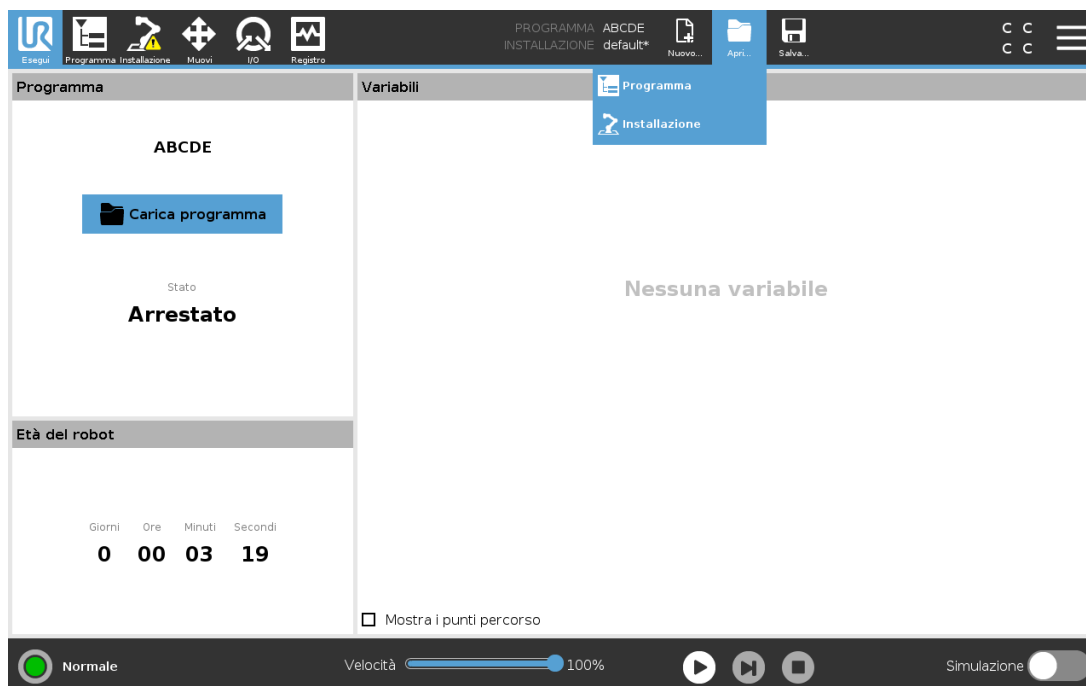 UR
Esegui
Programma
Installazione
Muovi
I/O
Registro
PROGRAMMA ABCDE
INSTALLAZIONE default*
Nuovo...
Apri...
Salva...
C C
C C
Programma
Installazione
Programma
ABCDE
Carica programma
Stato
Arrestato
Variabili
Nessuna variabile
Età del robot
Giorni Ore Minuti Secondi
0 00 03 19
Mostra i punti percorso
Normale
Velocità 100%
Simulazione